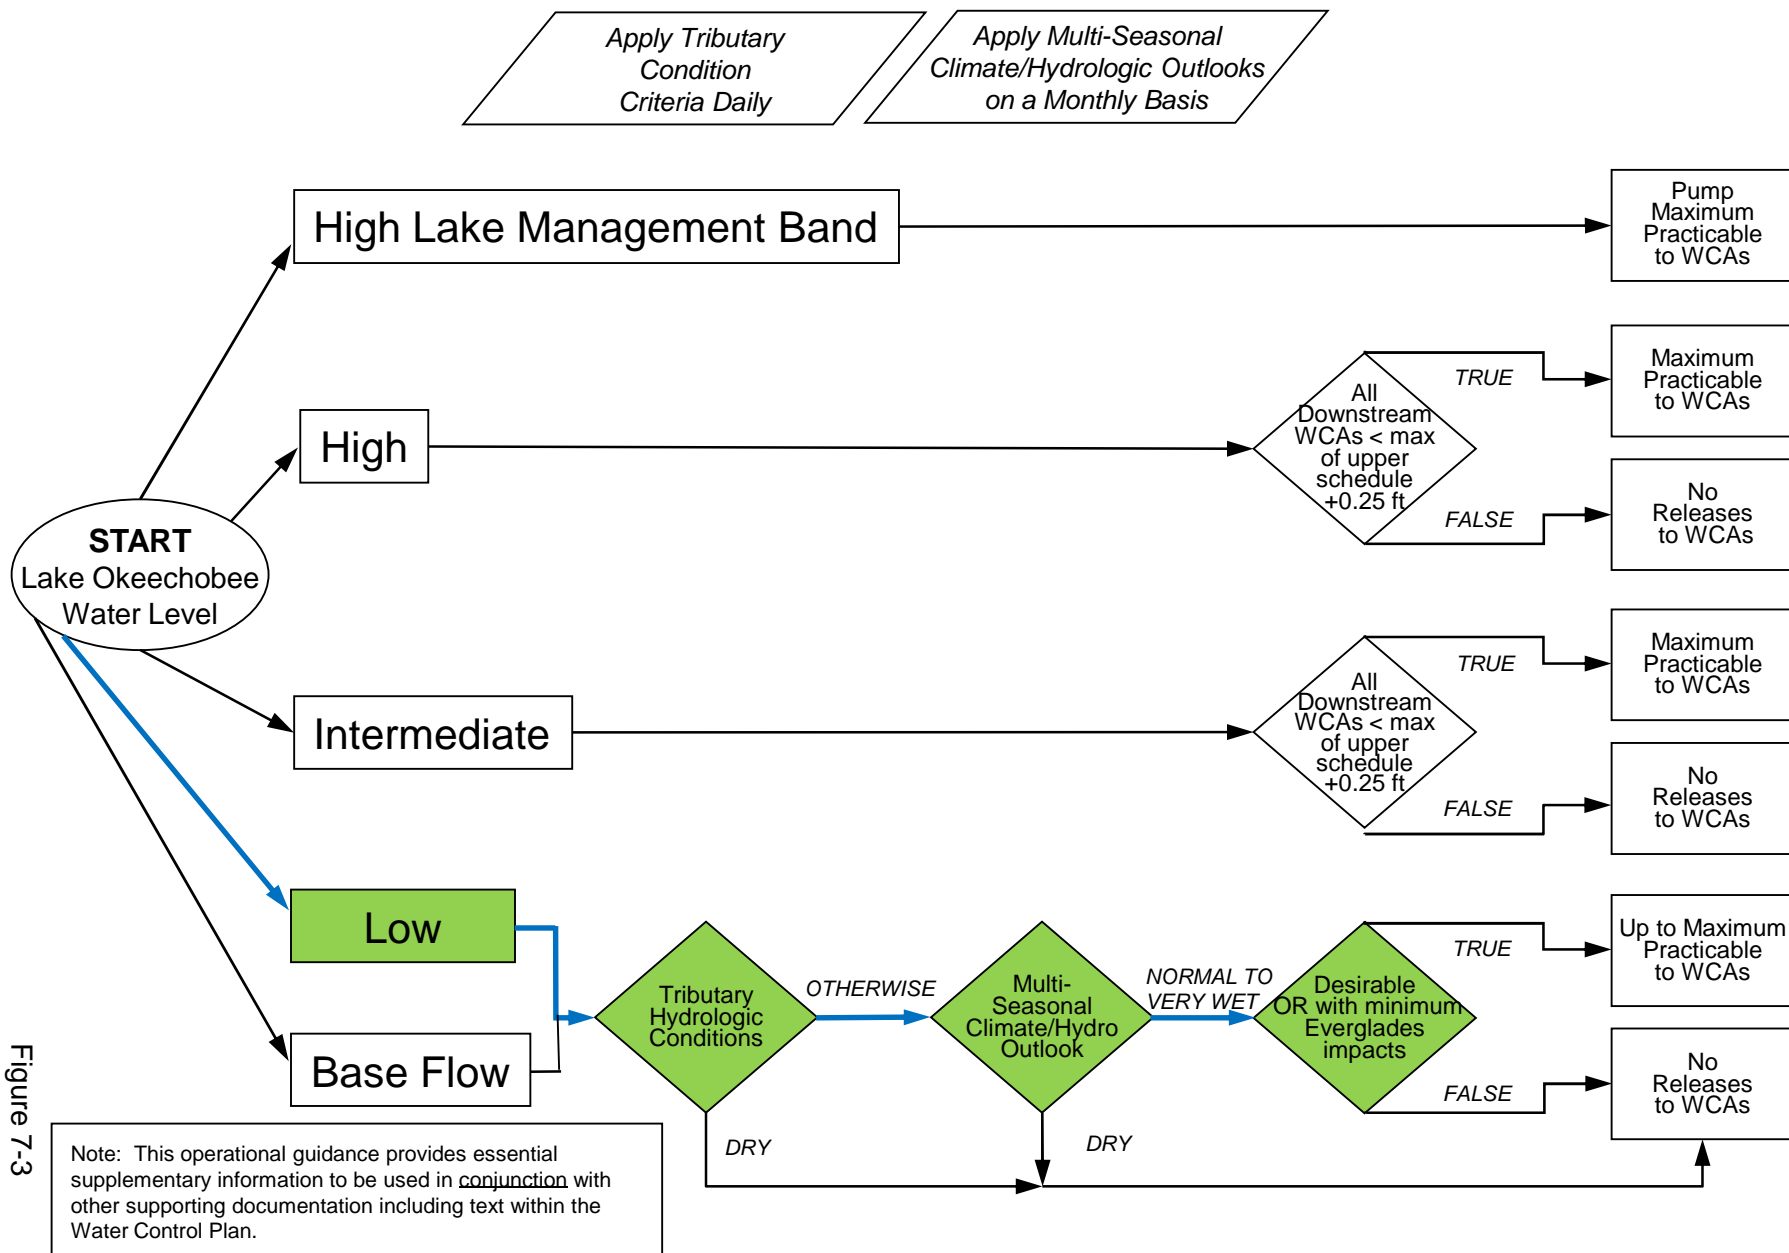 Apply Tributary
Condition
Criteria Daily
Apply Multi-Seasonal
Climate/Hydrologic Outlooks
on a Monthly Basis
High Lake Management Band
Pump
Maximum
Practicable
to WCAs
High
All
Downstream
WCAs < max
of upper
schedule
+0.25 ft
TRUE
Maximum
Practicable
to WCAs
FALSE
No
Releases
to WCAs
START
Lake Okeechobee
Water Level
Intermediate
All
Downstream
WCAs < max
of upper
schedule
+0.25 ft
TRUE
Maximum
Practicable
to WCAs
FALSE
No
Releases
to WCAs
Low
Base Flow
Tributary
Hydrologic
Conditions
OTHERWISE
DRY
Multi-
Seasonal
Climate/Hydro
Outlook
NORMAL TO
VERY WET
DRY
Desirable
OR with minimum
Everglades
impacts
TRUE
Up to Maximum
Practicable
to WCAs
FALSE
No
Releases
to WCAs
Figure 7-3
Note: This operational guidance provides essential
supplementary information to be used in conjunction with
other supporting documentation including text within the
Water Control Plan.